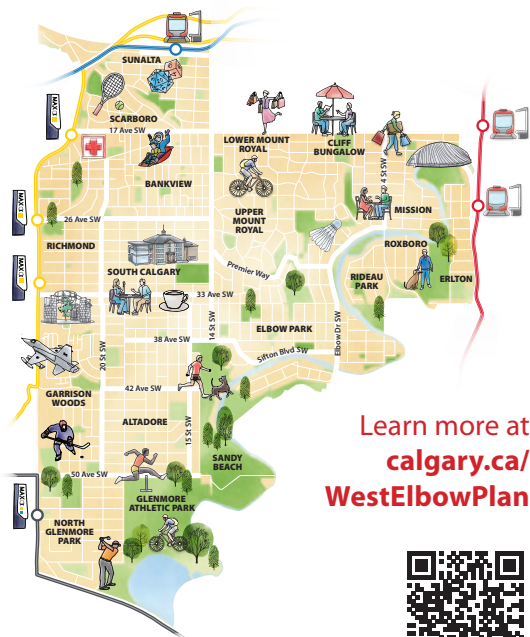 SUNALTA
MAX
SCARBORO
17 Ave SW
LOWER MOUNT
ROYAL
CLIFF
BUNGALOW
4 St SW
BANKVIEW
MAX
UPPER
MOUNT
ROYAL
MISSION
26 Ave SW
RICHMOND
ROXBORO
MAX
SOUTH CALGARY
Premier Way
RIDEAU
PARK
ERLTON
33 Ave SW
14 St SW
ELBOW PARK
Elbow Dr SW
20 St SW
38 Ave SW
Sifton Blvd SW
42 Ave SW
GARRISON
WOODS
ALTADORE
15 St SW
SANDY
BEACH
50 Ave SW
MAX
GLENMORE
ATHLETIC PARK
NORTH
GLENMORE
PARK
Learn more at
calgary.ca/
WestElbowPlan